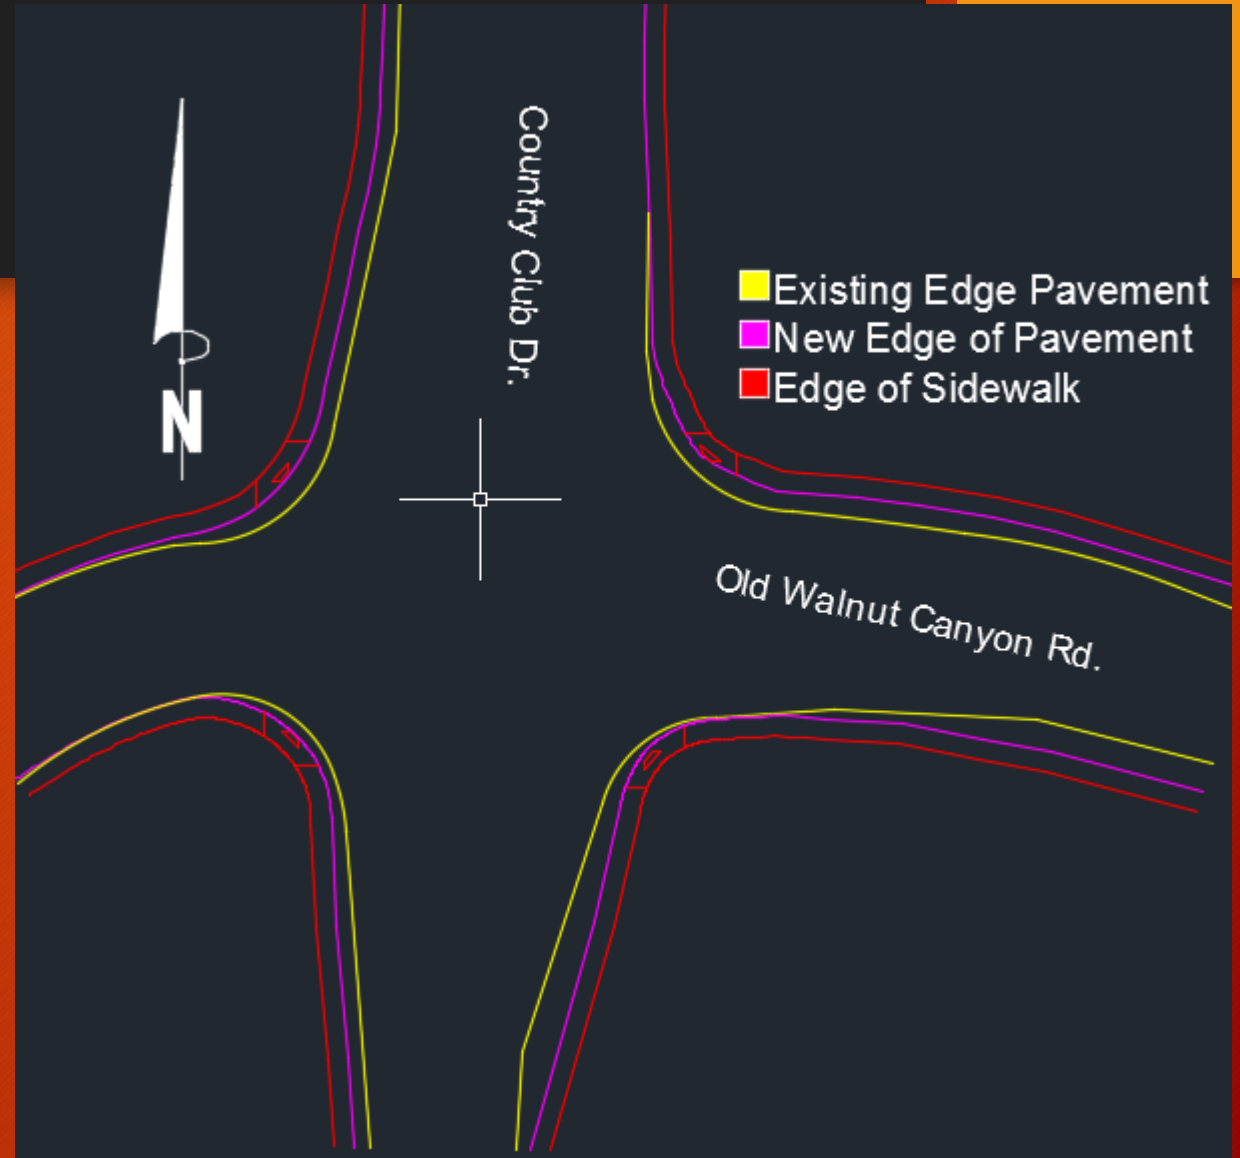 Country Club Dr.
Existing Edge Pavement
New Edge of Pavement
Edge of Sidewalk
N
Old Walnut Canyon Rd.